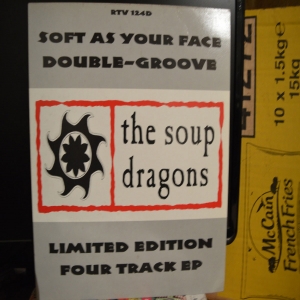 RTV 124D
SOFT AS YOUR FACE
DOUBLE-GROOVE
the soup
dragons
LIMITED EDITION
FOUR TRACK EP
10 x 1.5kg e
15kg
McCain
French Fries